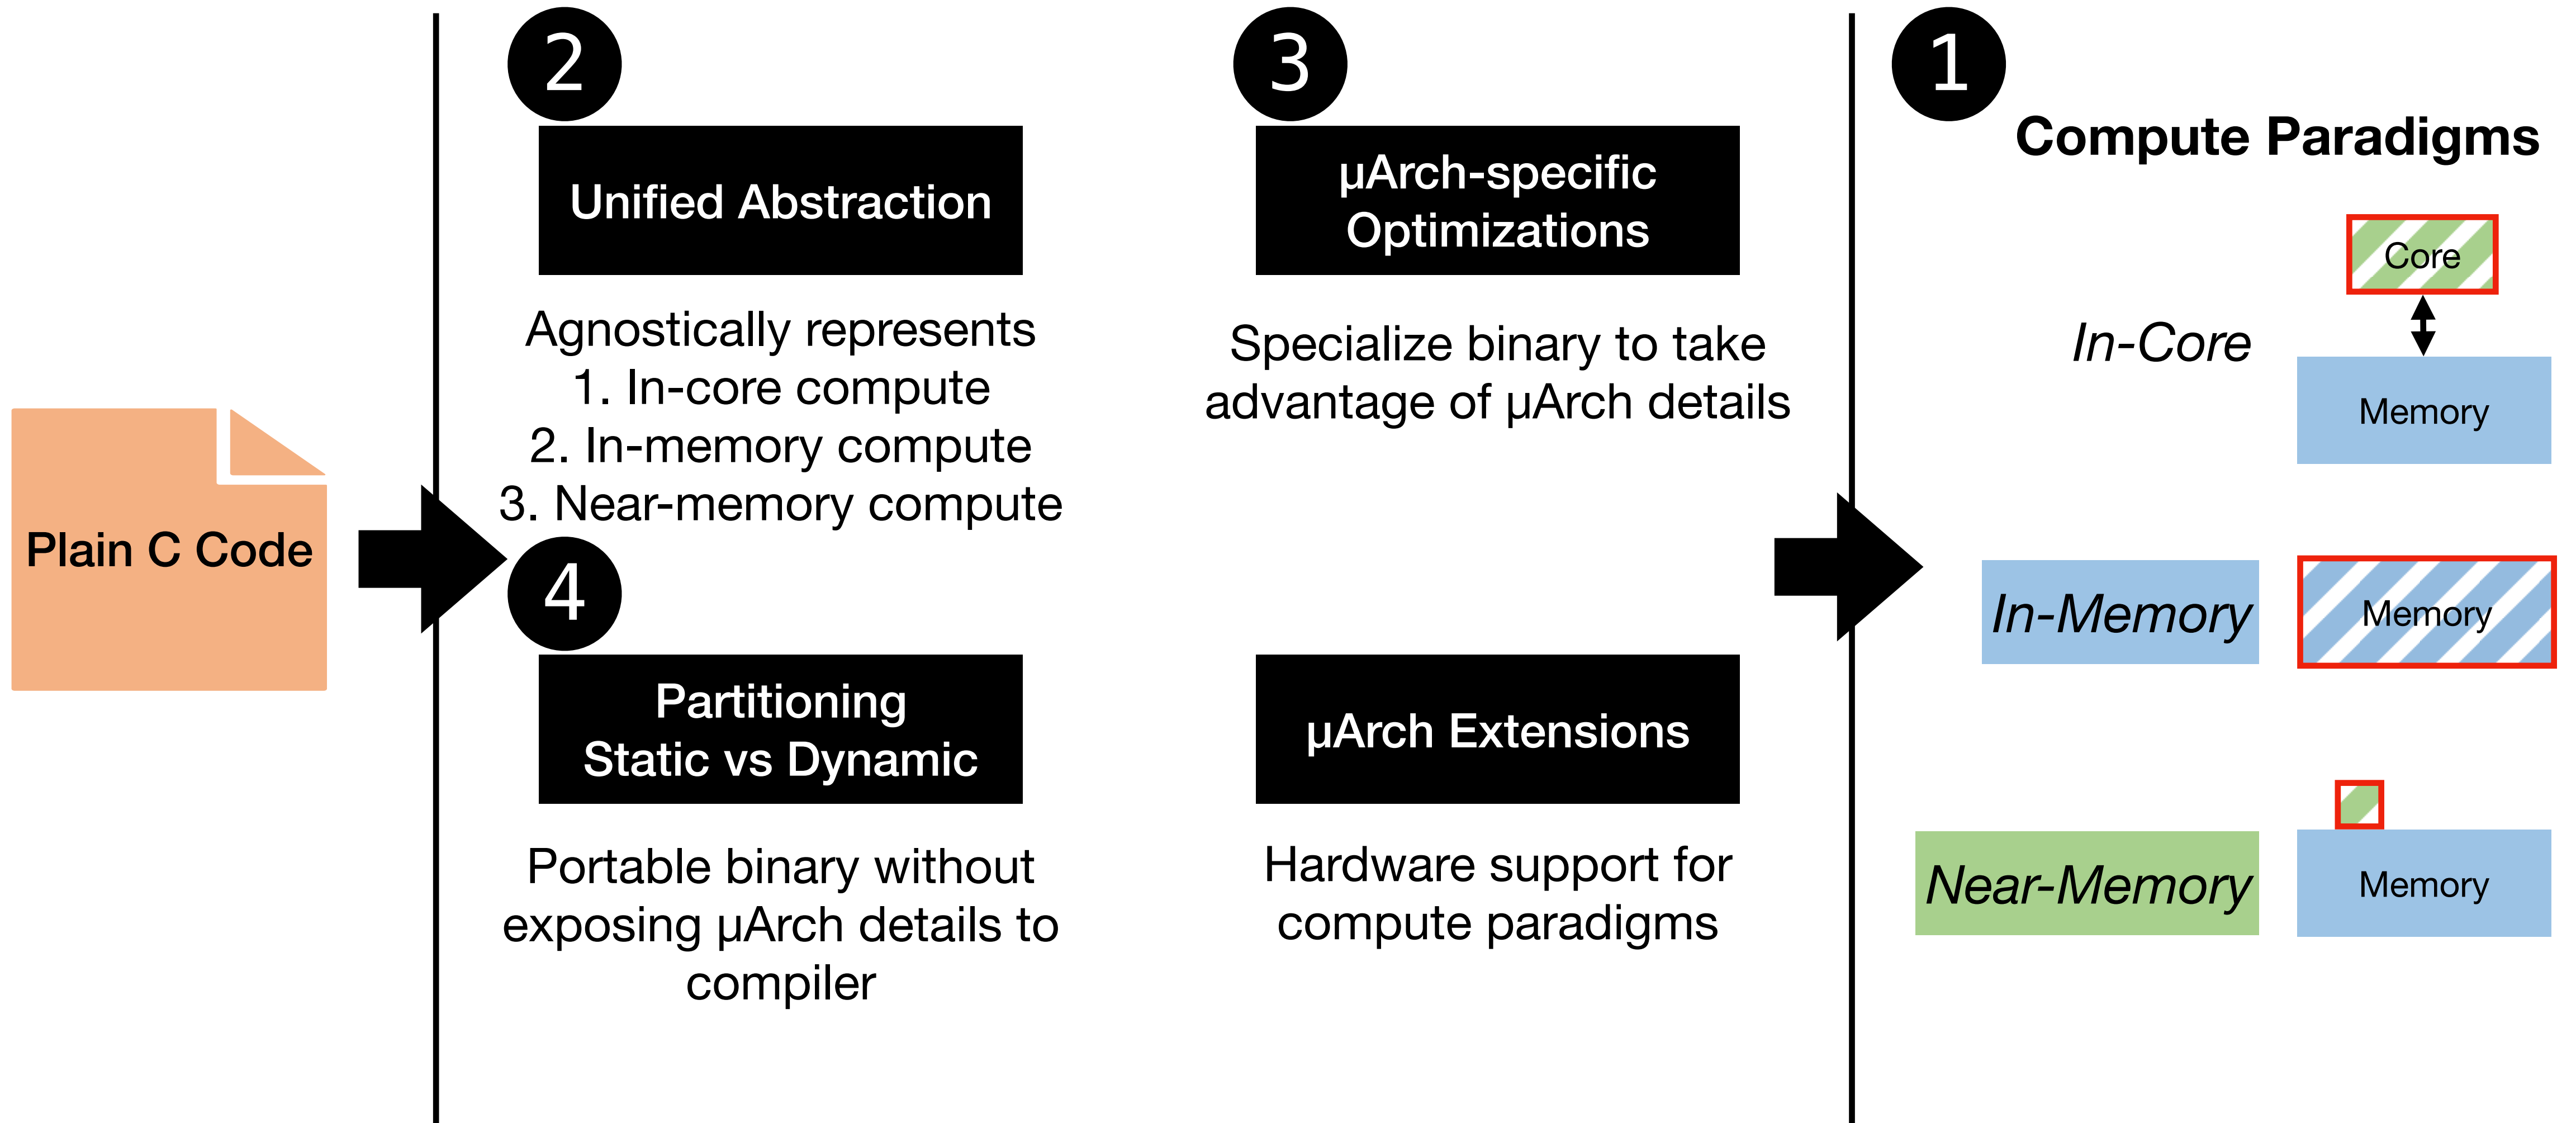 Plain C Code
2
Unified Abstraction
Agnostically represents
1. In-core compute
2. In-memory compute
3. Near-memory compute
4
Partitioning
Static vs Dynamic
Portable binary without
exposing µArch details to
compiler
3
µArch-specific
Optimizations
Specialize binary to take
advantage of µArch details
µArch Extensions
Hardware support for
compute paradigms
1
Compute Paradigms
In-Core
Core
Memory
In-Memory
Memory
Near-Memory
Memory